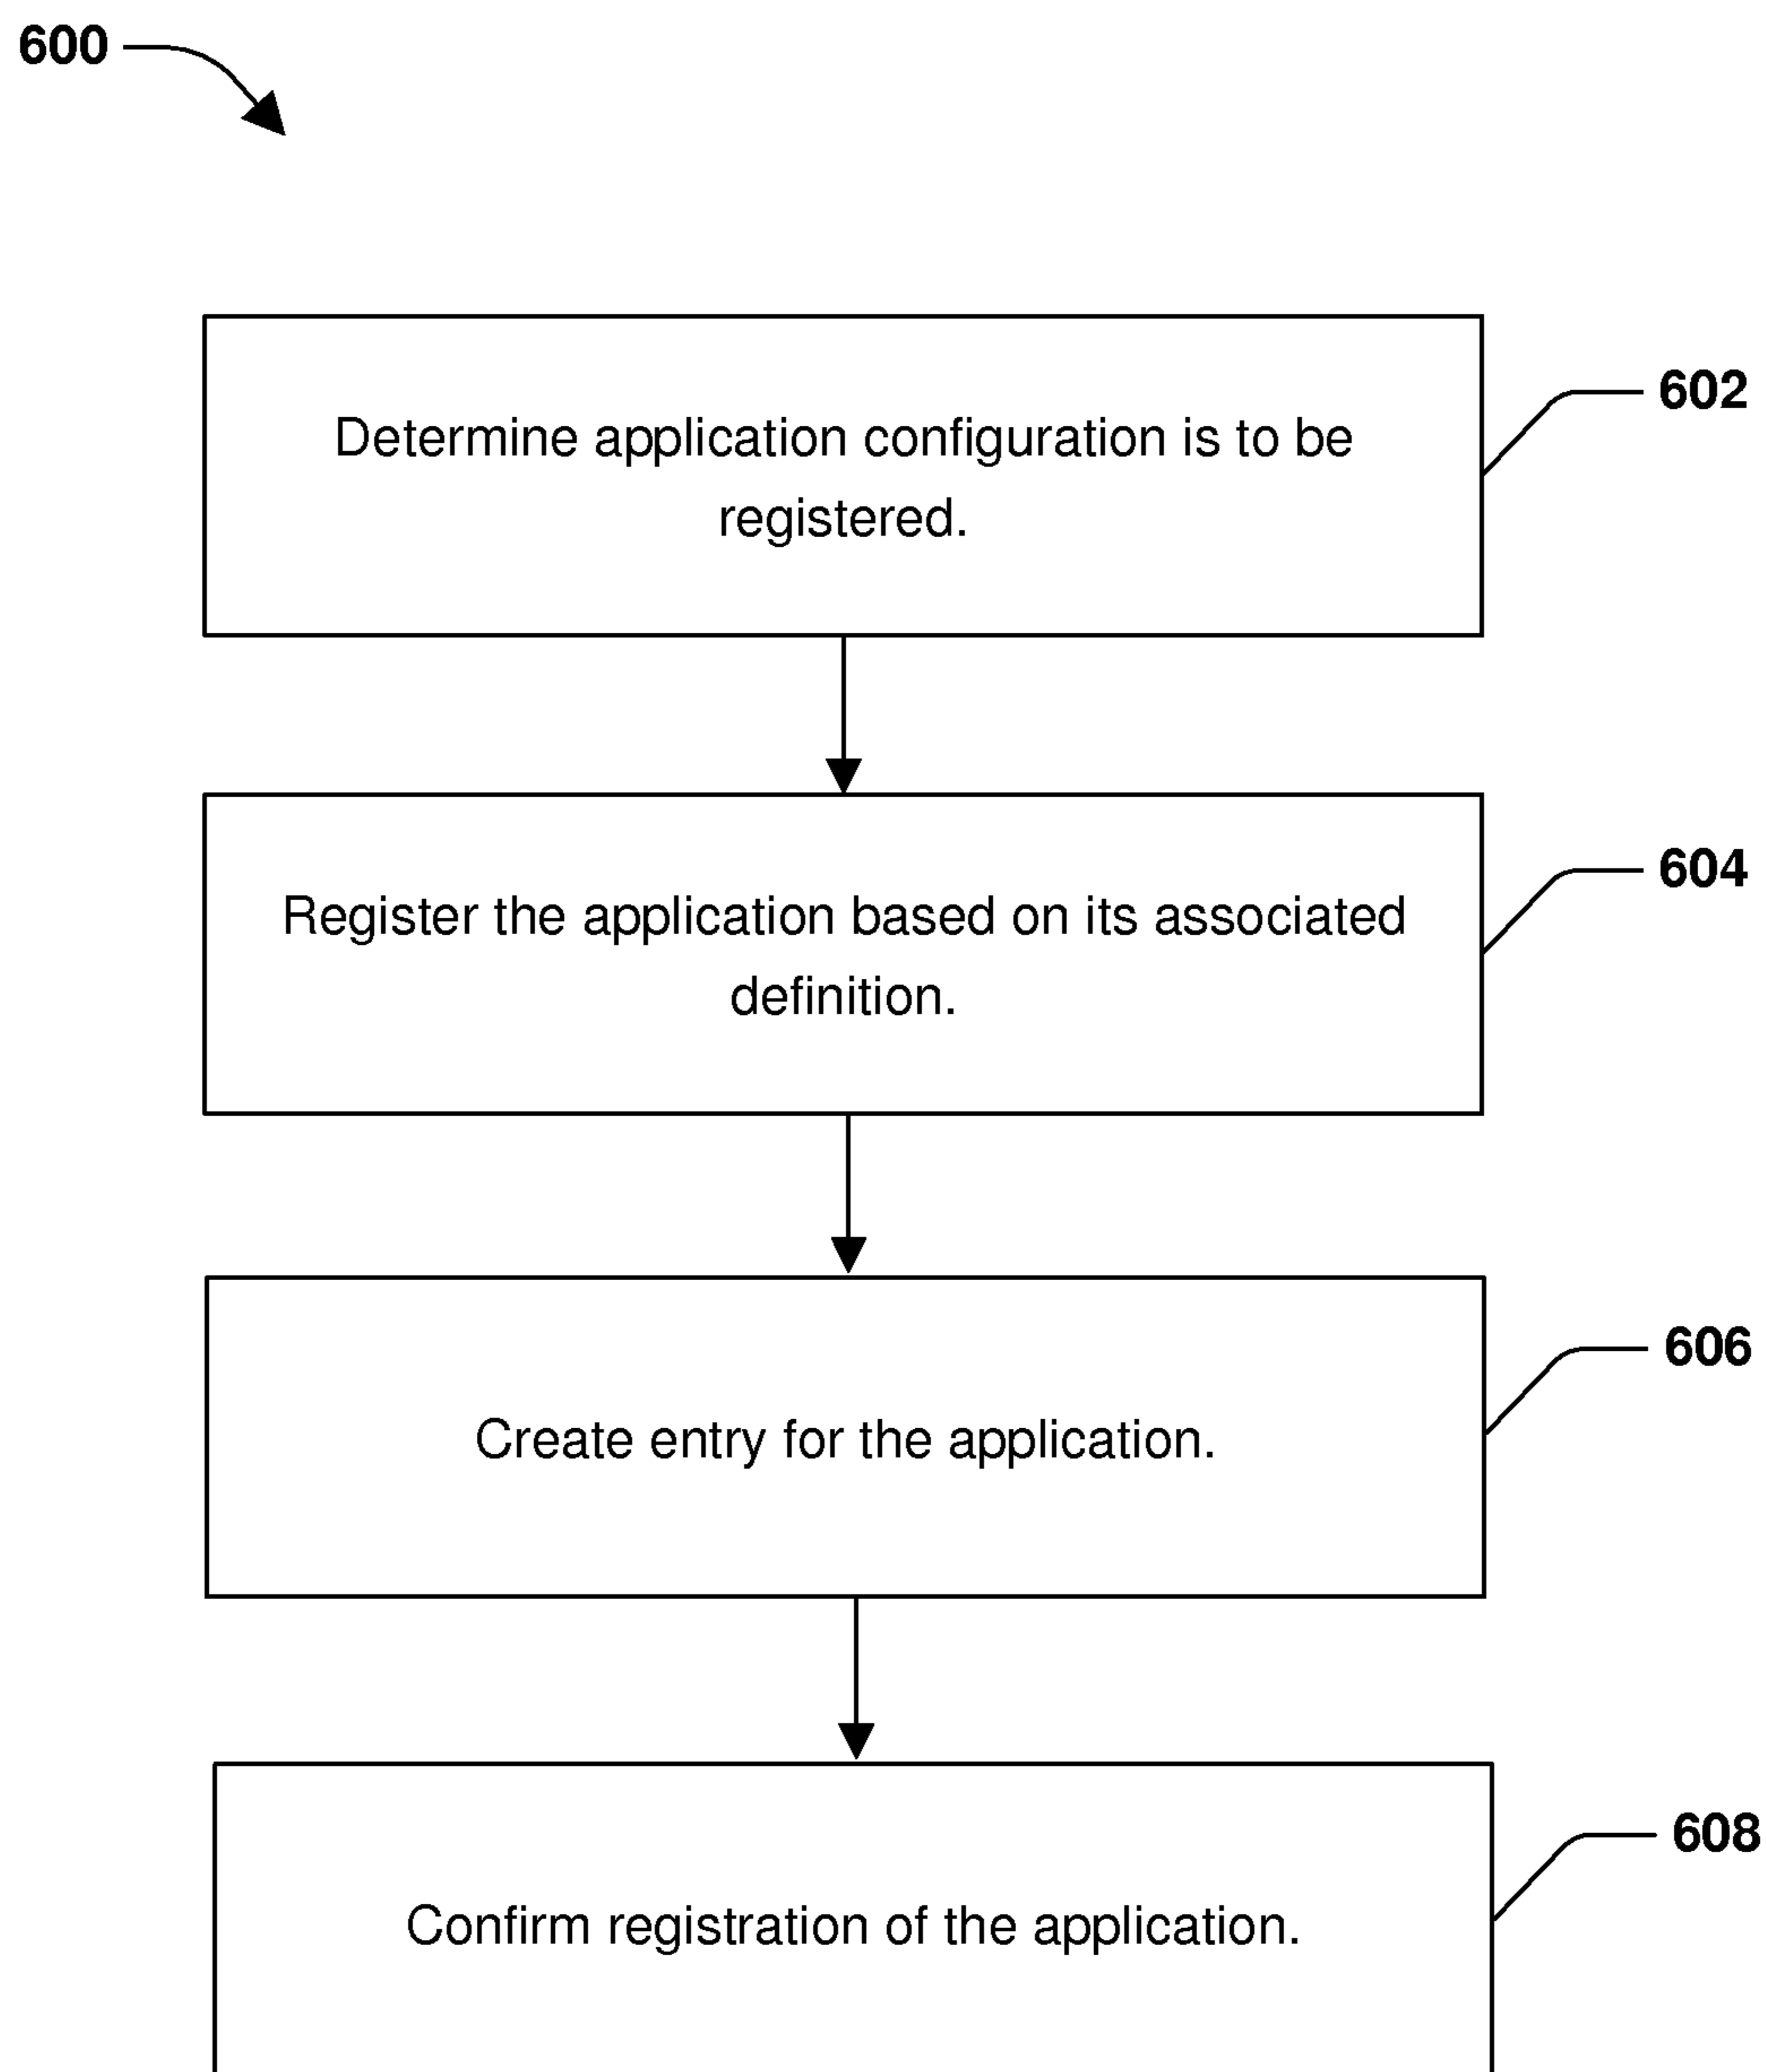 600
Determine application configuration is to be
registered.
602
Register the application based on its associated
definition.
604
Create entry for the application.
606
Confirm registration of the application.
608